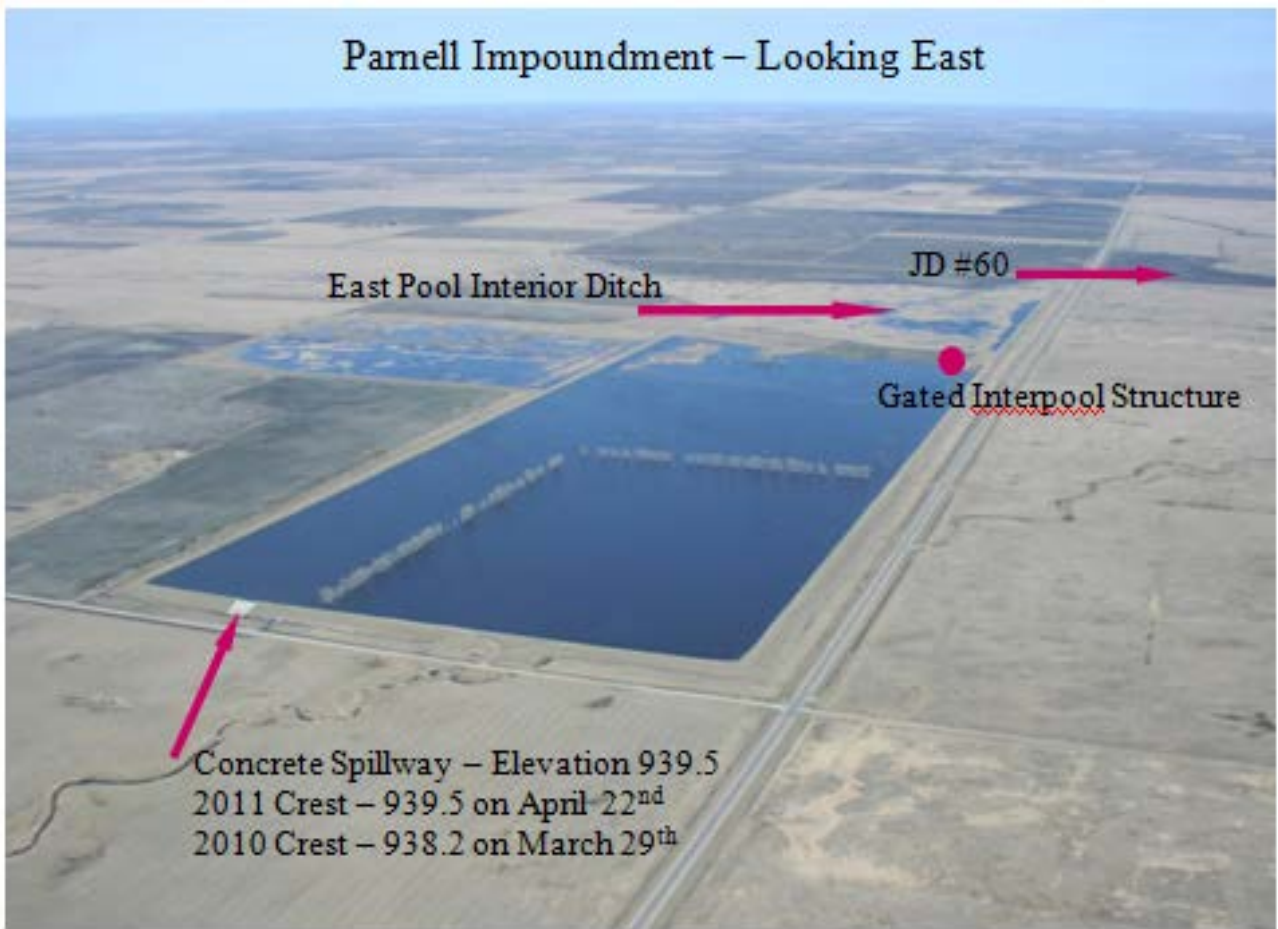 Parnell Impoundment – Looking East
JD #60
East Pool Interior Ditch
Gated Interpool Structure
Concrete Spillway – Elevation 939.5
2011 Crest – 939.5 on April 22nd
2010 Crest – 938.2 on March 29th